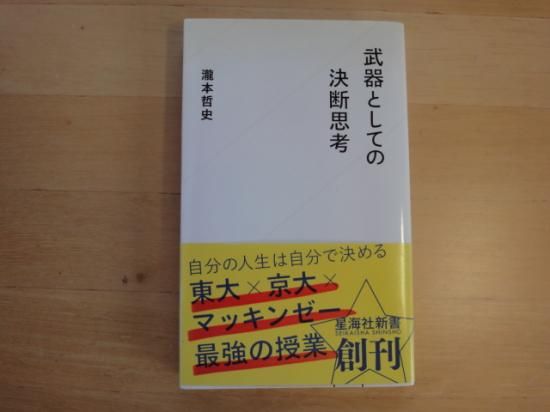 武器としての
決断思考
瀧本哲史
自分の人生は自分で決める
東大×京大×
マッキンゼー
最強の授業
星海社新書
SEIKAISHA SHINSHO
創刊